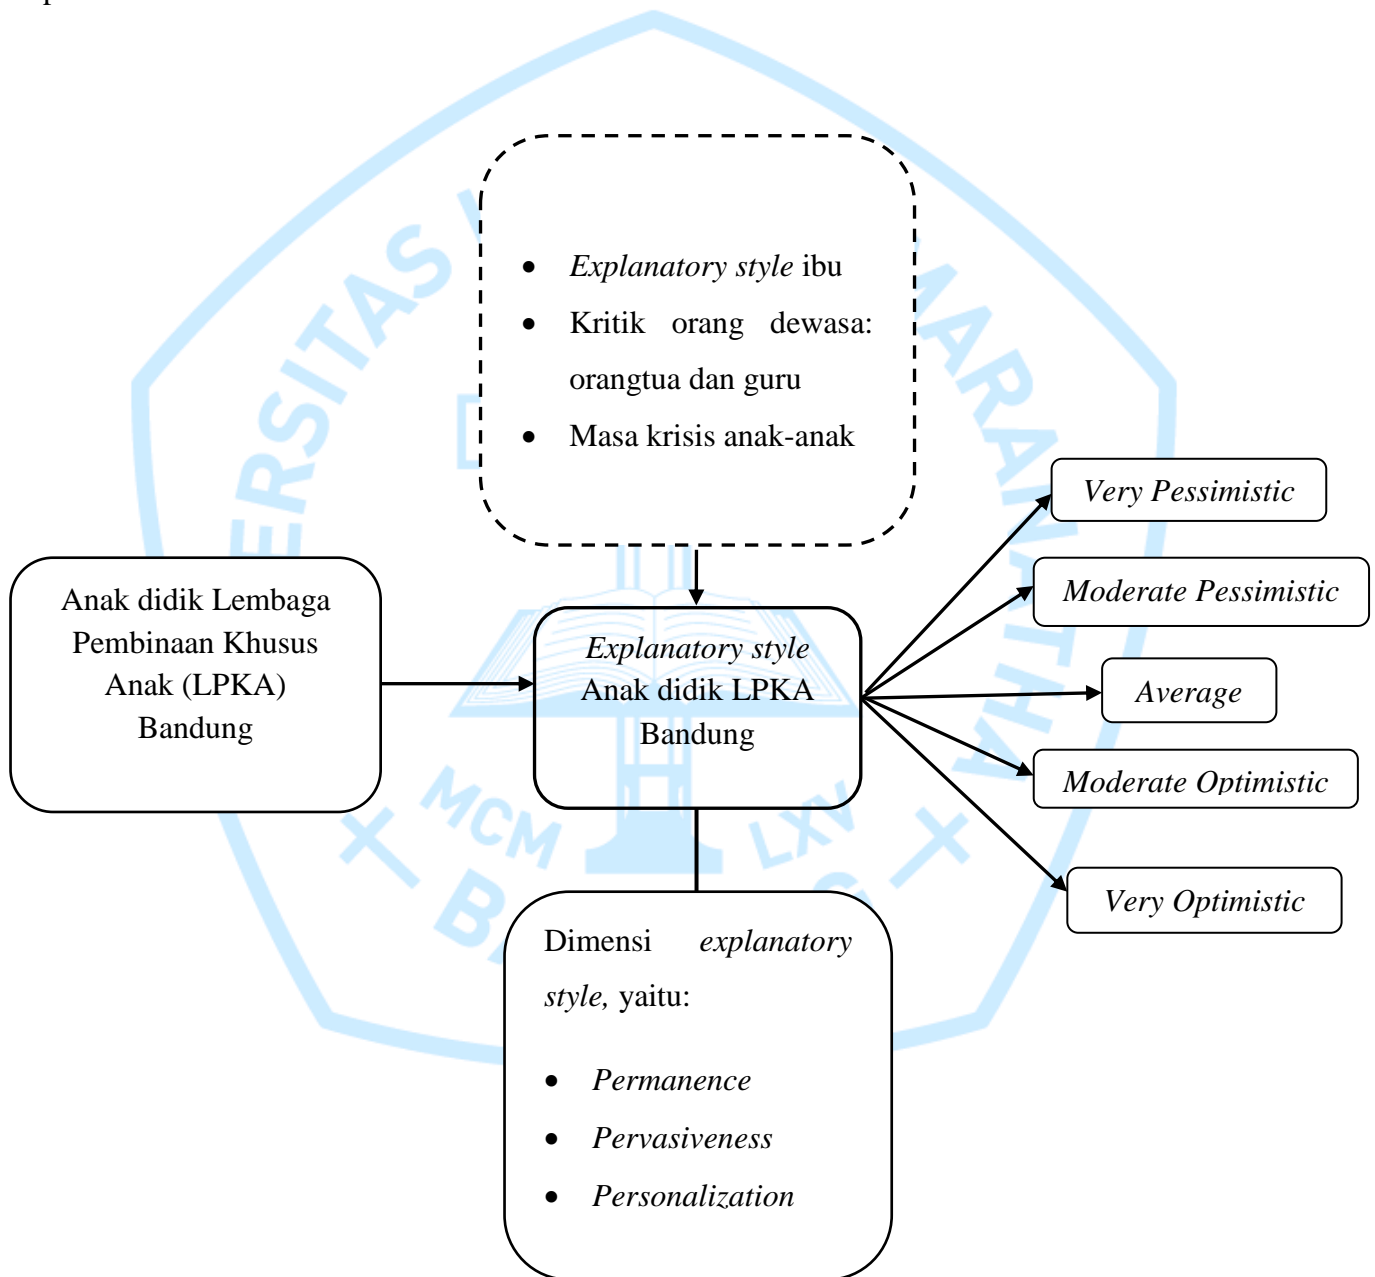 Explanatory style ibu
Kritik orang dewasa:
orangtua dan guru
Masa krisis anak-anak
Very Pessimistic
Moderate Pessimistic
Average
Moderate Optimistic
Very Optimistic
Anak didik Lembaga
Pembinaan Khusus
Anak (LPKA)
Bandung
Explanatory style
Anak didik LPKA
Bandung
Dimensi explanatory
style, yaitu:
Permanence
Pervasiveness
Personalization
MCM
LXV